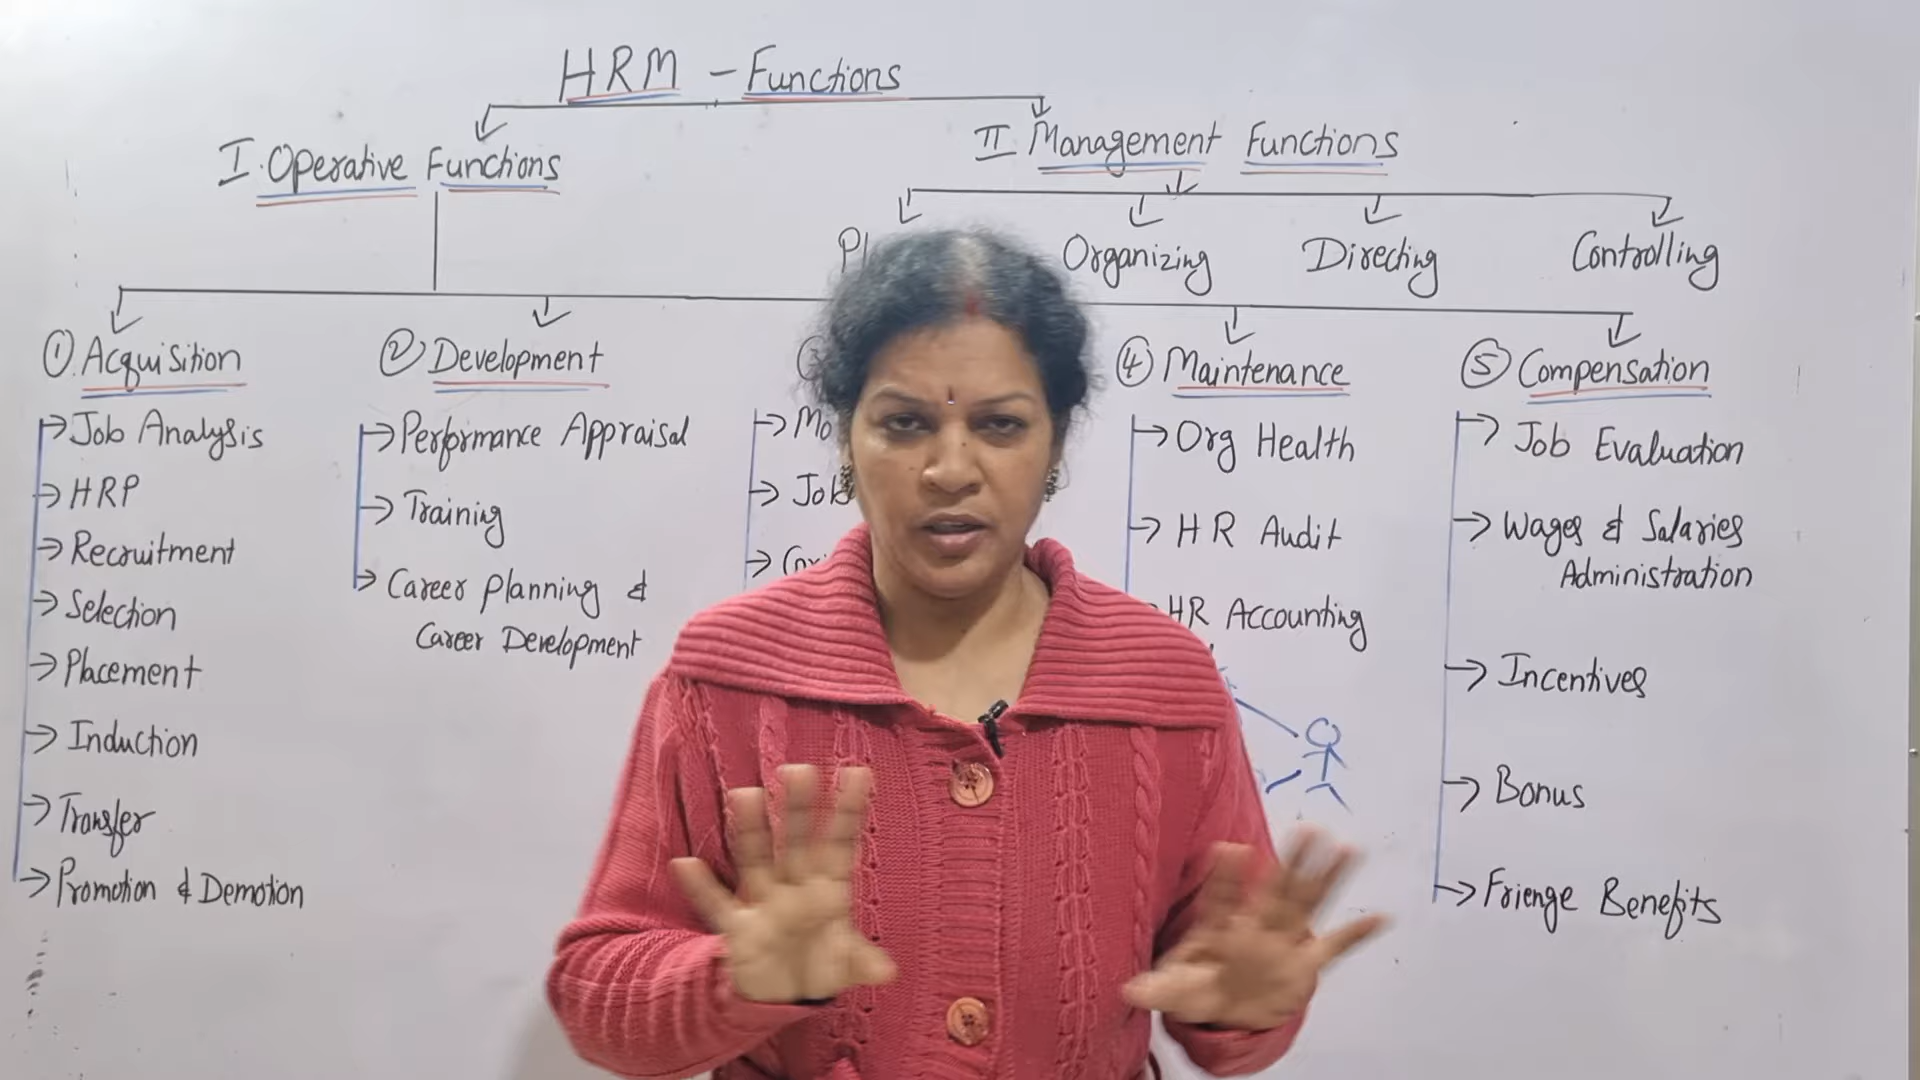 HRM - Functions
I. Operative Functions
II Management Functions
Organizing
Directing
Controlling
① Acquisition
→ Job Analysis
→ HRP
→ Recruitment
→ Selection
→ Placement
→ Induction
→ Transfer
→ Promotion & Demotion
② Development
→ Performance Appraisal
→ Training
→ Career Planning &
Career Development
→ Job
④ Maintenance
→ Org Health
→ HR Audit
HR Accounting
⑤ Compensation
→ Job Evaluation
→ Wages & Salaries
Administration
→ Incentives
→ Bonus
→ Frienge Benefits